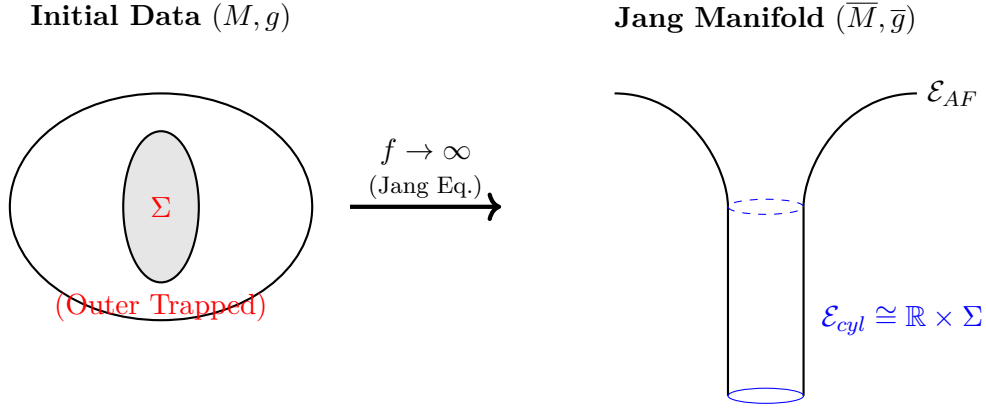 Initial Data (M, g)
Jang Manifold (M̅, g̅)
ℰ_AF
f → ∞
(Jang Eq.)
Σ
(Outer Trapped)
ℰ_cyl ≅ ℝ × Σ